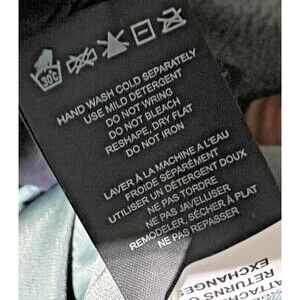 30°C
HAND WASH COLD SEPARATELY
USE MILD DETERGENT
DO NOT WRING
DO NOT BLEACH
RESHAPE, DRY FLAT
DO NOT IRON
LAVER À LA MACHINE A L'EAU
FROIDE SÉPARÉMENT
UTILISER UN DÉTERGENT DOUX
NE PAS TORDRE
NE PAS JAVELLISER
REMODELER, SÉCHER À PLAT
NE PAS REPASSER
ATTACH
RETURNS O
EXCHANGE